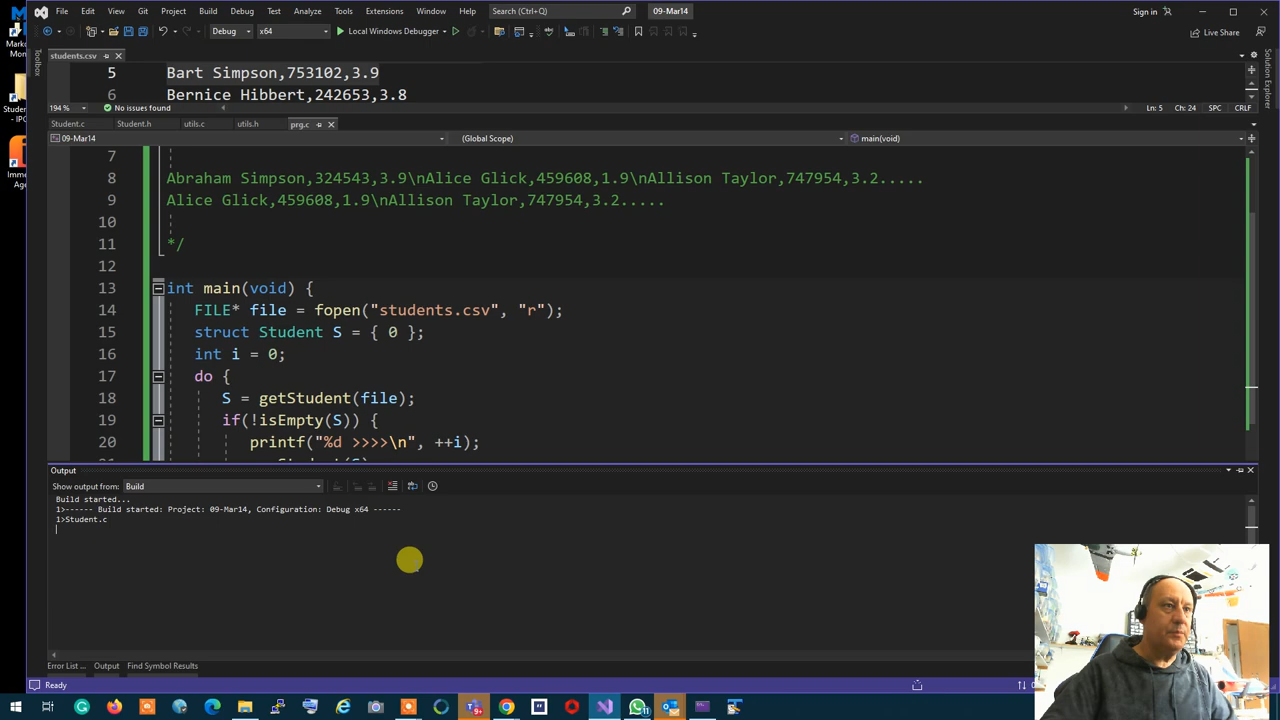 File Edit View Git Project Build Debug Test Analyze Tools Extensions Window Help Search (Ctrl+Q) 09-Mar14 Sign in
Debug x64 Local Windows Debugger Live Share
students.csv
Toolbox
Solution Explorer
5 Bart Simpson,753102,3.9
6 Bernice Hibbert,242653,3.8
194 % No issues found Ln: 5 Ch: 24 SPC CRLF
Student.c Student.h utils.c utils.h prg.c
09-Mar14 (Global Scope) main(void)
7
8 Abraham Simpson,324543,3.9\nAlice Glick,459608,1.9\nAllison Taylor,747954,3.2.....
9 Alice Glick,459608,1.9\nAllison Taylor,747954,3.2.....
10
11 */
12
13 int main(void) {
14 FILE* file = fopen("students.csv", "r");
15 struct Student S = { 0 };
16 int i = 0;
17 do {
18 S = getStudent(file);
19 if(!isEmpty(S)) {
20 printf("%d >>>>\n", ++i);
Output
Show output from: Build
Build started...
1>------ Build started: Project: 09-Mar14, Configuration: Debug x64 ------
1>Student.c
Error List ... Output Find Symbol Results
Ready